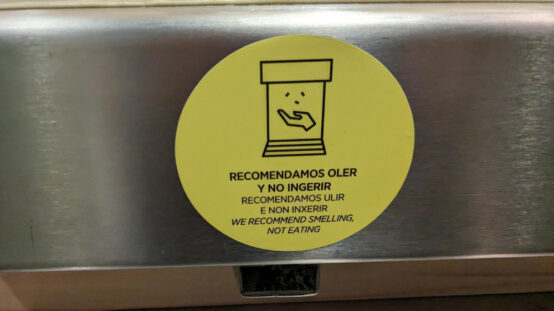 RECOMENDAMOS OLER
Y NO INGERIR
RECOMENDAMOS ULIR
E NON INXERIR
WE RECOMMEND SMELLING,
NOT EATING